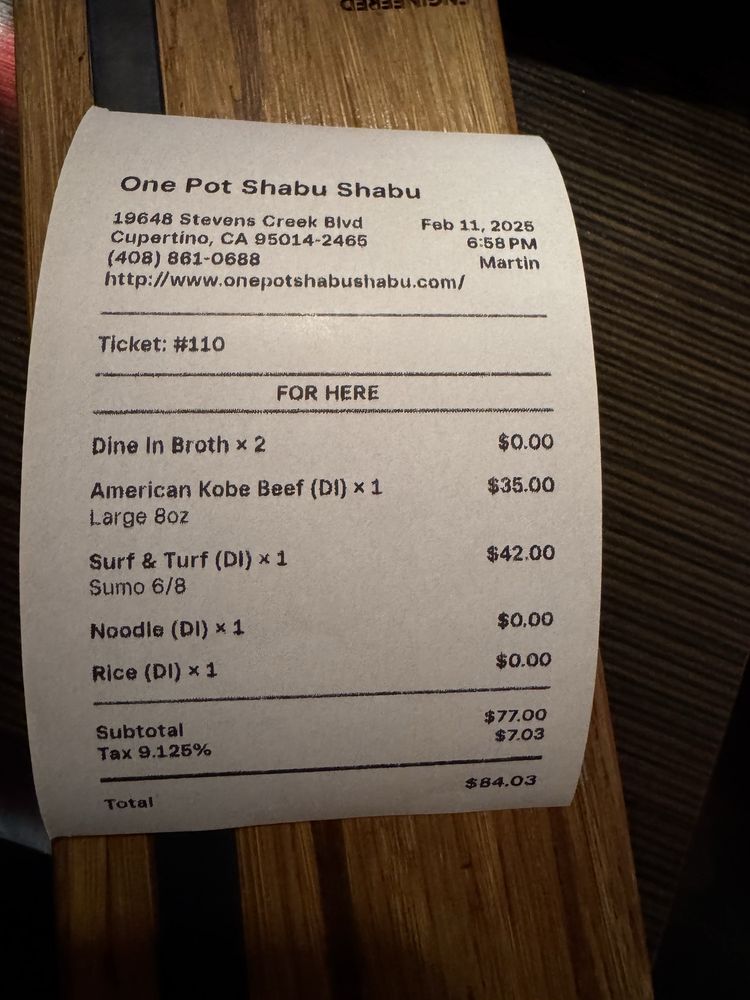 ENGINEERED
One Pot Shabu Shabu
19648 Stevens Creek Blvd
Cupertino, CA 95014-2465
(408) 861-0688
http://www.onepotshabushabu.com/
Feb 11, 2025
6:58 PM
Martin
Ticket: #110
FOR HERE
Dine In Broth × 2 $0.00
American Kobe Beef (DI) × 1 $35.00
Large 8oz
Surf & Turf (DI) × 1 $42.00
Sumo 6/8
Noodle (DI) × 1 $0.00
Rice (DI) × 1 $0.00
Subtotal $77.00
Tax 9.125% $7.03
Total $84.03